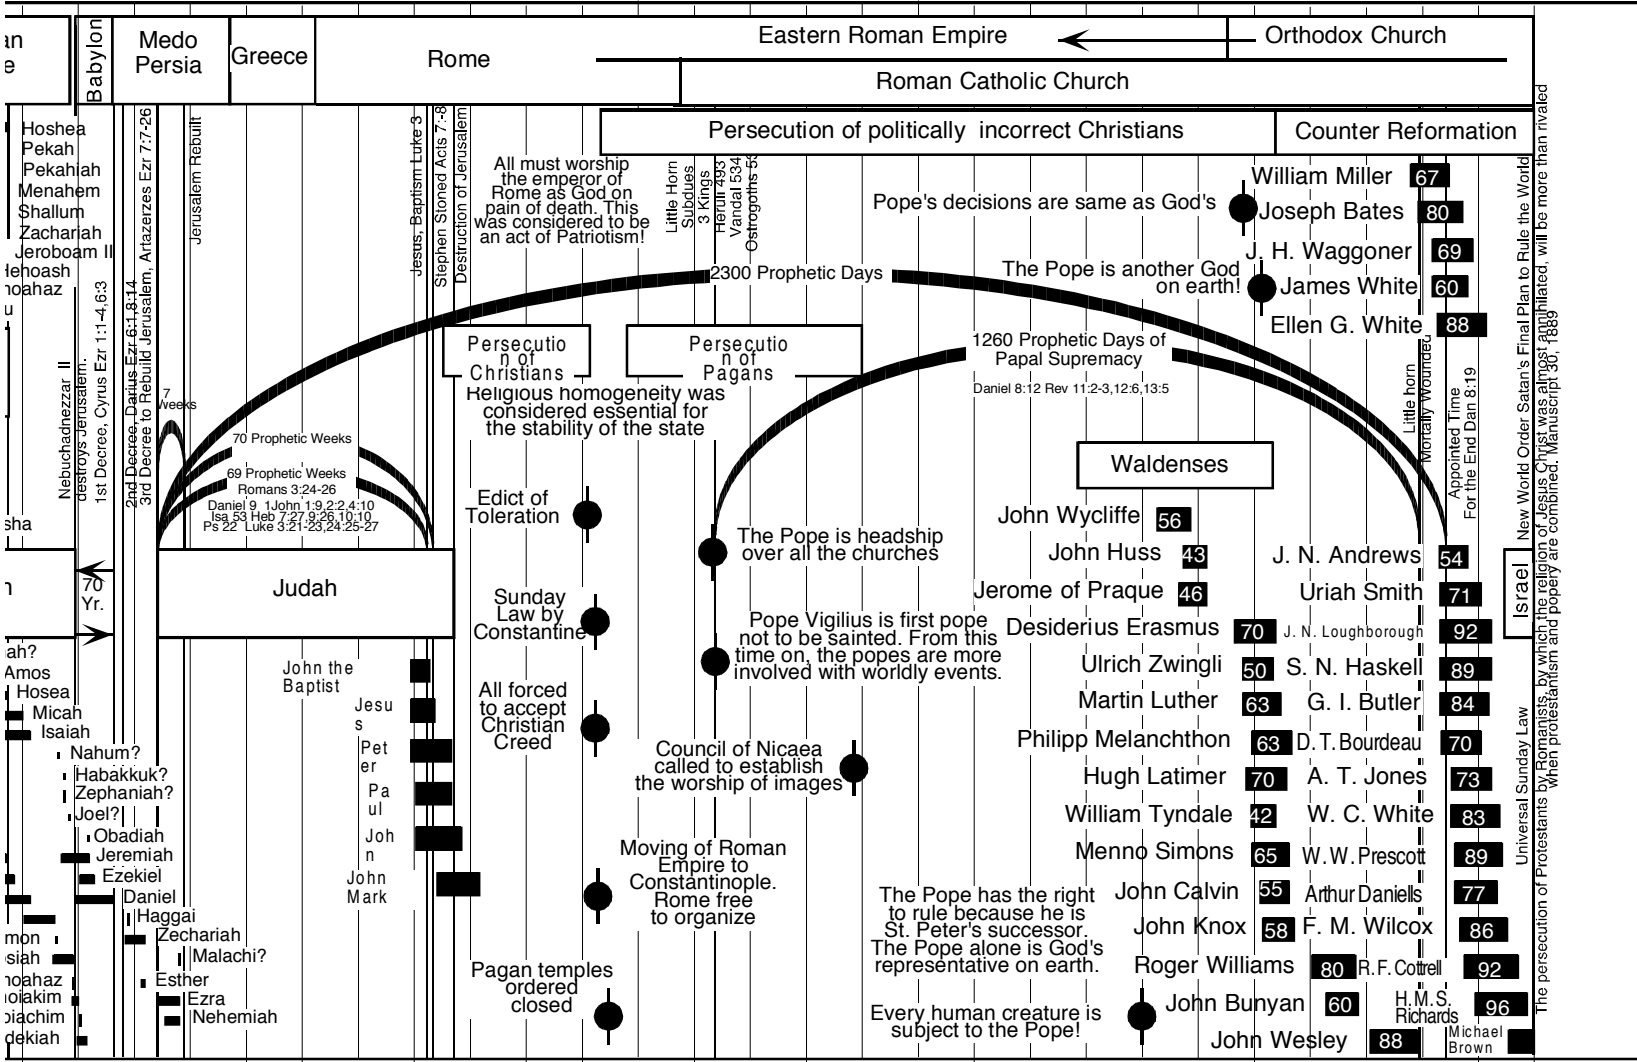 an
e
Babylon
Medo
Persia
Greece
Rome
Eastern Roman Empire
Orthodox Church
Roman Catholic Church
Persecution of politically incorrect Christians
Counter Reformation
Hoshea
Pekah
Pekahiah
Menahem
Shallum
Zachariah
Jeroboam II
Jehoash
hoahaz
u
Nebuchadnezzar II
destroys Jerusalem.
1st Decree, Cyrus Ezr 1:1-4,6:3
2nd Decree, Darius Ezr 6:1,8:14
3rd Decree to Rebuild Jerusalem, Artazerzes Ezr 7:7-26
Jerusalem Rebuilt
Jesus, Baptism Luke 3
Stephen Stoned Acts 7:-8
Destruction of Jerusalem
All must worship
the emperor of
Rome as God on
pain of death. This
was considered to be
an act of Patriotism!
Little Horn
Subdues
3 Kings
Heruli 493
Vandal 534
Ostrogoths
Pope's decisions are same as God's
The Pope is another God
on earth!
William Miller
67
Joseph Bates
80
J. H. Waggoner
69
James White
60
Ellen G. White
88
2300 Prophetic Days
Persecutio
n of
Christians
Persecutio
n of
Pagans
Religious homogeneity was
considered essential for
the stability of the state
1260 Prophetic Days of
Papal Supremacy
Daniel 8:12 Rev 11:2-3,12:6,13:5
7
Weeks
70 Prophetic Weeks
69 Prophetic Weeks
Romans 3:24-26
Daniel 9 1John 1:9,2:2,4:10
Isa 53 Heb 7:27,9:26,10:10
Ps 22 Luke 3:21-23,24:25-27
Little horn
Mortally Wounded
Appointed Time
For the End Dan 8:19
New World Order Satan's Final Plan to Rule the World
Universal Sunday Law
The persecution of Protestants by Romanists, by which the religion of Jesus Christ was almost annihilated, will be more than rivaled
when protestantism and popery are combined. Manuscript 30, 1889
Israel
Waldenses
sha
h
70
Yr.
Judah
Edict of
Toleration
Sunday
Law by
Constantine
All forced
to accept
Christian
Creed
The Pope is headship
over all the churches
Pope Vigilius is first pope
not to be sainted. From this
time on, the popes are more
involved with worldly events.
Council of Nicaea
called to establish
the worship of images
Moving of Roman
Empire to
Constantinople.
Rome free
to organize
Pagan temples
ordered
closed
The Pope has the right
to rule because he is
St. Peter's successor.
The Pope alone is God's
representative on earth.
Every human creature is
subject to the Pope!
John the
Baptist
Jesu
s
Pet
er
Pa
ul
Joh
n
John
Mark
ah?
Amos
Hosea
Micah
Isaiah
Nahum?
Habakkuk?
Zephaniah?
Joel?
Obadiah
Jeremiah
Ezekiel
Daniel
Haggai
mon
Zechariah
osiah
Malachi?
hoahaz
Esther
hoiakim
Ezra
oiachim
Nehemiah
dekiah
John Wycliffe
56
John Huss
43
Jerome of Praque
46
Desiderius Erasmus
70
Ulrich Zwingli
50
Martin Luther
63
Philipp Melanchthon
63
Hugh Latimer
70
William Tyndale
42
Menno Simons
65
John Calvin
55
John Knox
58
Roger Williams
80
John Bunyan
60
John Wesley
88
J. N. Andrews
54
Uriah Smith
71
J. N. Loughborough
92
S. N. Haskell
89
G. I. Butler
84
D. T. Bourdeau
70
A. T. Jones
73
W. C. White
83
W. W. Prescott
89
Arthur Daniells
77
F. M. Wilcox
86
R. F. Cottrell
92
H.M.S.
Richards
96
Michael
Brown